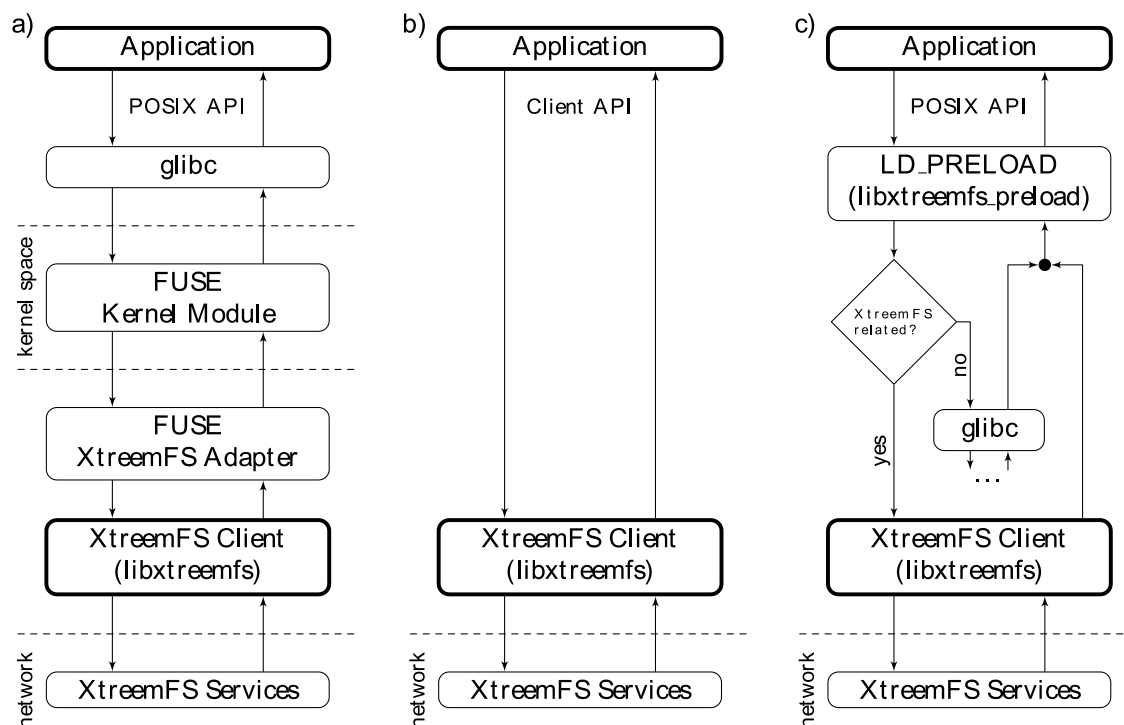 a)
Application
POSIX API
glibc
kernel space
FUSE
Kernel Module
FUSE
XtreemFS Adapter
XtreemFS Client
(libxtreemfs)
network
XtreemFS Services
b)
Application
Client API
XtreemFS Client
(libxtreemfs)
network
XtreemFS Services
c)
Application
POSIX API
LD_PRELOAD
(libxtreemfs_preload)
XtreemFS
related?
no
glibc
...
yes
XtreemFS Client
(libxtreemfs)
network
XtreemFS Services